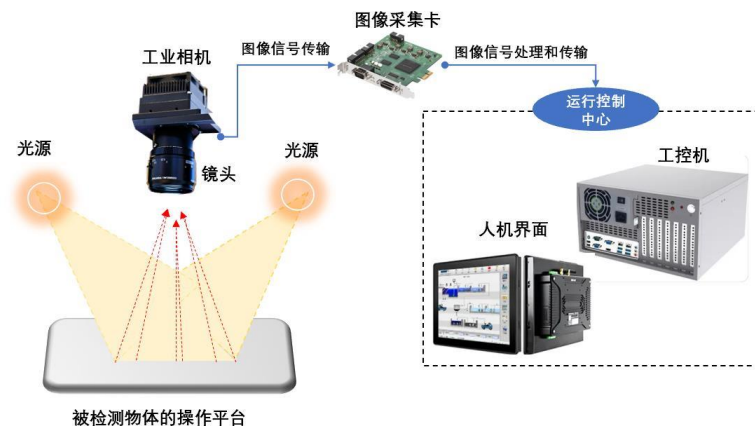 图像采集卡
工业相机
图像信号传输
图像信号处理和传输
运行控制
中心
光源
光源
镜头
工控机
人机界面
被检测物体的操作平台